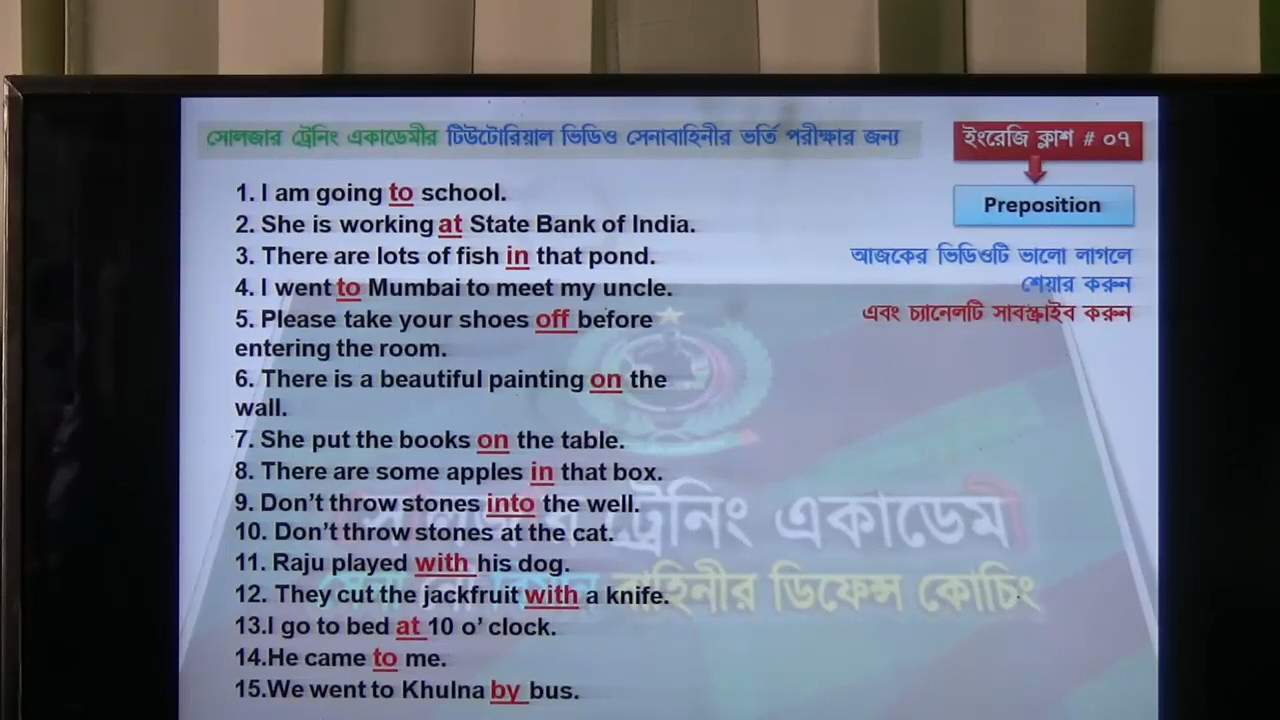 সোলজার ট্রেনিং একাডেমীর টিউটোরিয়াল ভিডিও সেনাবাহিনীর ভর্তি পরীক্ষার জন্য
ইংরেজি ক্লাশ # ০৭
Preposition
আজকের ভিডিওটি ভালো লাগলে
শেয়ার করুন
এবং চ্যানেলটি সাবস্ক্রাইব করুন
1. I am going to school.
2. She is working at State Bank of India.
3. There are lots of fish in that pond.
4. I went to Mumbai to meet my uncle.
5. Please take your shoes off before
entering the room.
6. There is a beautiful painting on the
wall.
7. She put the books on the table.
8. There are some apples in that box.
9. Don't throw stones into the well.
10. Don't throw stones at the cat.
11. Raju played with his dog.
12. They cut the jackfruit with a knife.
13.I go to bed at 10 o' clock.
14.He came to me.
15.We went to Khulna by bus.
ট্রেনিং একাডেমী
বাহিনীর ডিফেন্স কোচিং